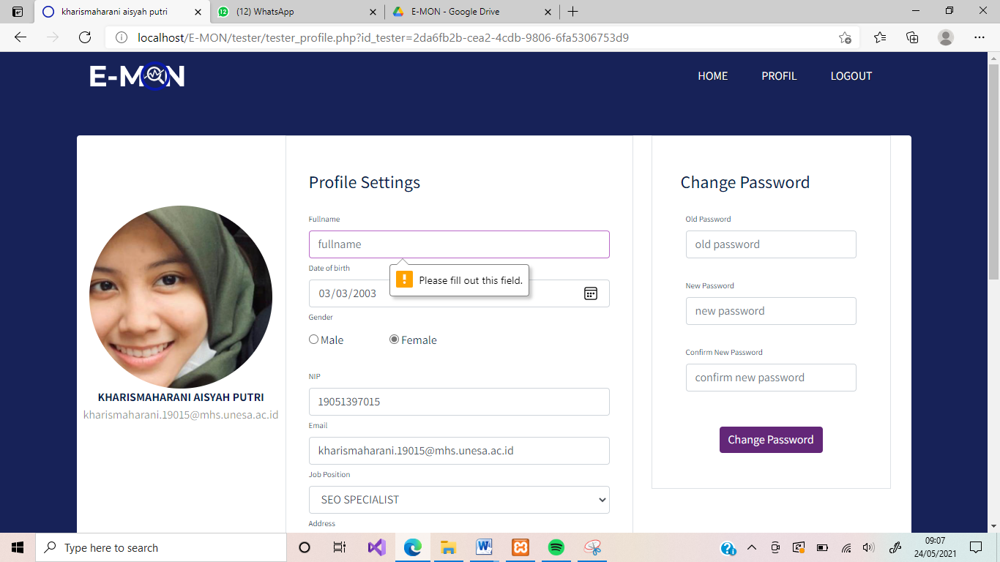 kharismaharani aisyah putri
(12) WhatsApp
E-MON - Google Drive
localhost/E-MON/tester/tester_profile.php?id_tester=2da6fb2b-cea2-4cdb-9806-6fa5306753d9
E-MON
HOME
PROFIL
LOGOUT
KHARISMAHARANI AISYAH PUTRI
kharismaharani.19015@mhs.unesa.ac.id
Profile Settings
Fullname
fullname
Please fill out this field.
Date of birth
03/03/2003
Gender
Male
Female
NIP
19051397015
Email
kharismaharani.19015@mhs.unesa.ac.id
Job Position
SEO SPECIALIST
Address
Change Password
Old Password
old password
New Password
new password
Confirm New Password
confirm new password
Change Password
Type here to search
09:07
24/05/2021